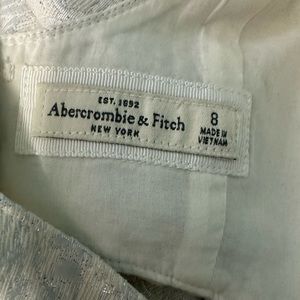 EST. 1892
Abercrombie & Fitch
NEW YORK
8
MADE IN
VIETNAM